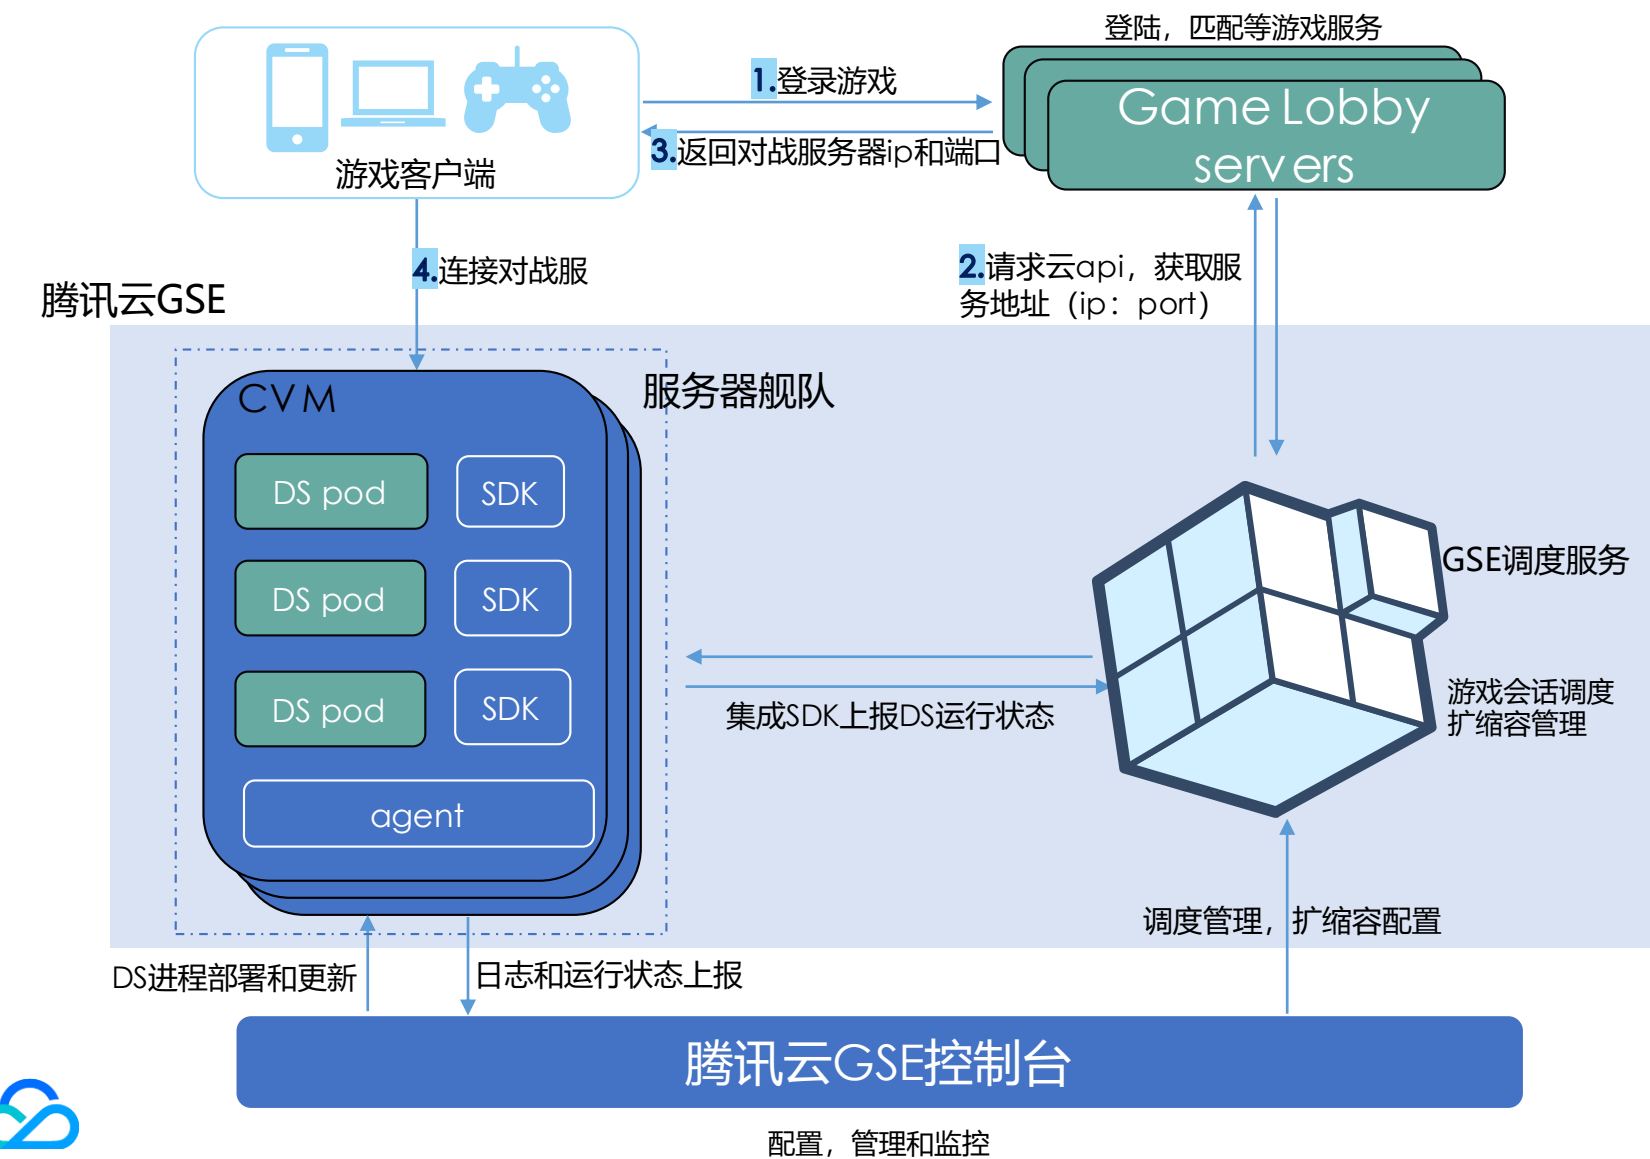 登陆，匹配等游戏服务
1.登录游戏
Game Lobby
servers
3.返回对战服务器ip和端口
游戏客户端
4.连接对战服
2.请求云api，获取服
务地址（ip：port）
腾讯云GSE
服务器舰队
CVM
DS pod
SDK
DS pod
SDK
DS pod
SDK
agent
GSE调度服务
游戏会话调度
扩缩容管理
集成SDK上报DS运行状态
调度管理，扩缩容配置
DS进程部署和更新
日志和运行状态上报
腾讯云GSE控制台
配置，管理和监控